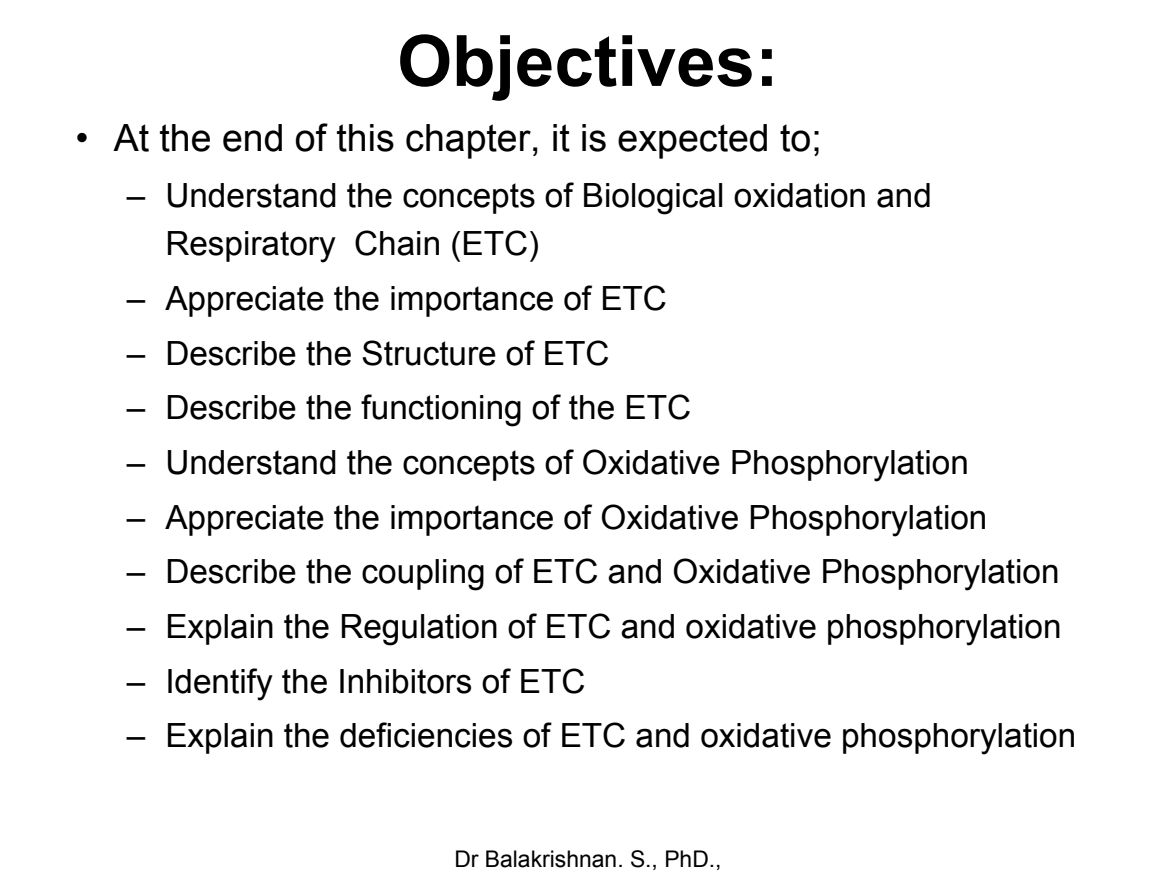 Objectives:
• At the end of this chapter, it is expected to;
– Understand the concepts of Biological oxidation and
Respiratory  Chain (ETC)
– Appreciate the importance of ETC
– Describe the Structure of ETC
– Describe the functioning of the ETC
– Understand the concepts of Oxidative Phosphorylation
– Appreciate the importance of Oxidative Phosphorylation
– Describe the coupling of ETC and Oxidative Phosphorylation
– Explain the Regulation of ETC and oxidative phosphorylation
– Identify the Inhibitors of ETC
– Explain the deficiencies of ETC and oxidative phosphorylation
Dr Balakrishnan. S., PhD.,